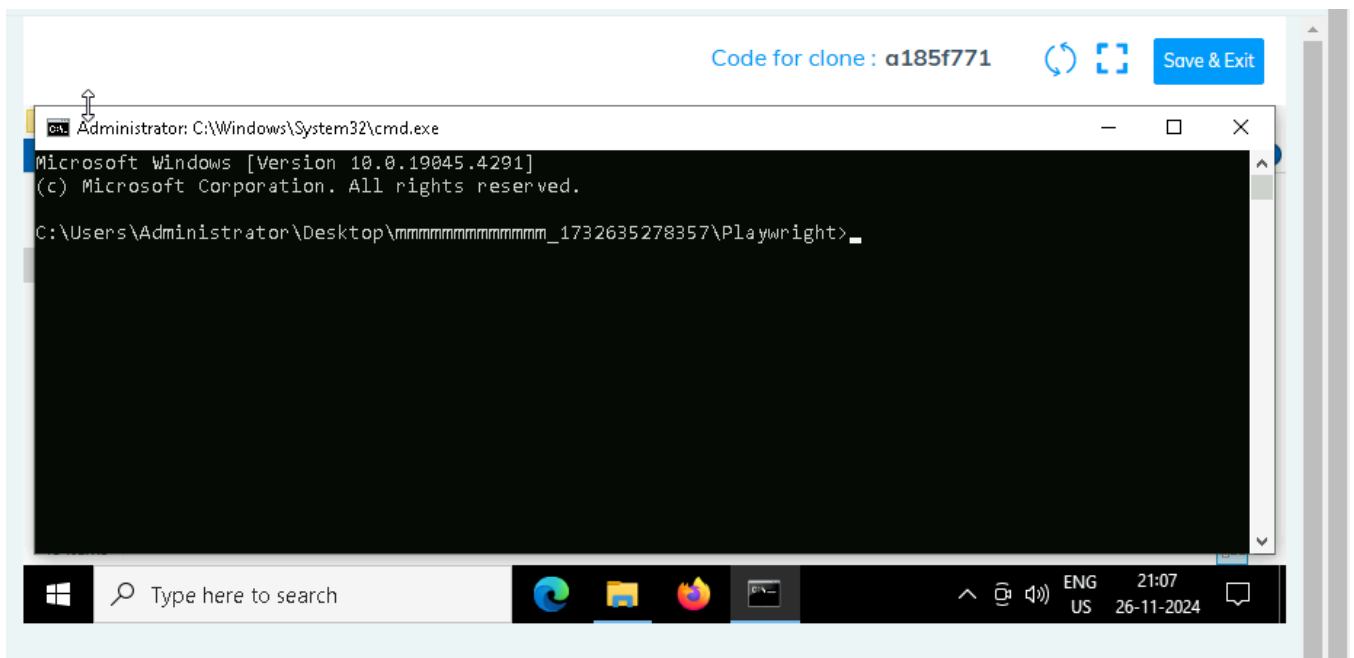 Code for clone : a185f771
Save & Exit
Administrator: C:\Windows\System32\cmd.exe
Microsoft Windows [Version 10.0.19045.4291]
(c) Microsoft Corporation. All rights reserved.
C:\Users\Administrator\Desktop\mmmmmmmmmmmmm_1732635278357\Playwright>
Type here to search
ENG
US
21:07
26-11-2024